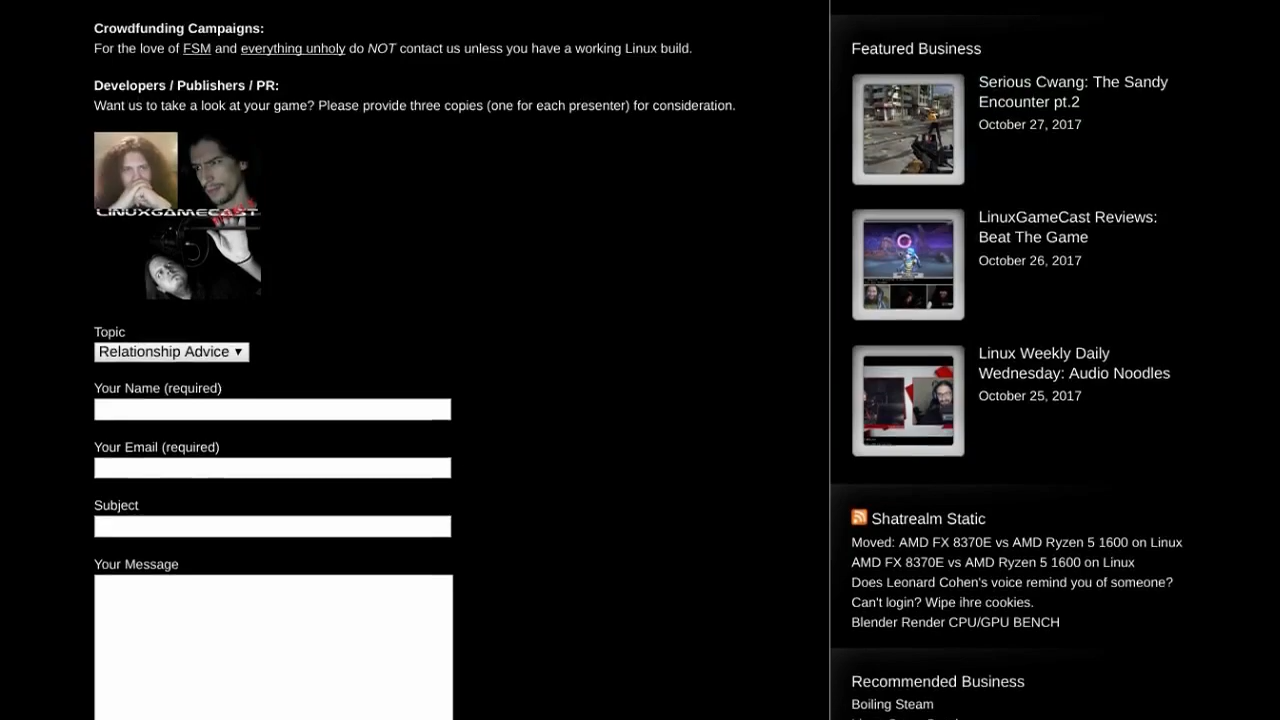 Crowdfunding Campaigns:
For the love of FSM and everything unholy do NOT contact us unless you have a working Linux build.
Developers / Publishers / PR:
Want us to take a look at your game? Please provide three copies (one for each presenter) for consideration.
LINUXGAMECAST
Topic
Relationship Advice ▼
Your Name (required)
Your Email (required)
Subject
Your Message
Featured Business
Serious Cwang: The Sandy
Encounter pt.2
October 27, 2017
LinuxGameCast Reviews:
Beat The Game
October 26, 2017
Linux Weekly Daily
Wednesday: Audio Noodles
October 25, 2017
Shatrealm Static
Moved: AMD FX 8370E vs AMD Ryzen 5 1600 on Linux
AMD FX 8370E vs AMD Ryzen 5 1600 on Linux
Does Leonard Cohen's voice remind you of someone?
Can't login? Wipe ihre cookies.
Blender Render CPU/GPU BENCH
Recommended Business
Boiling Steam